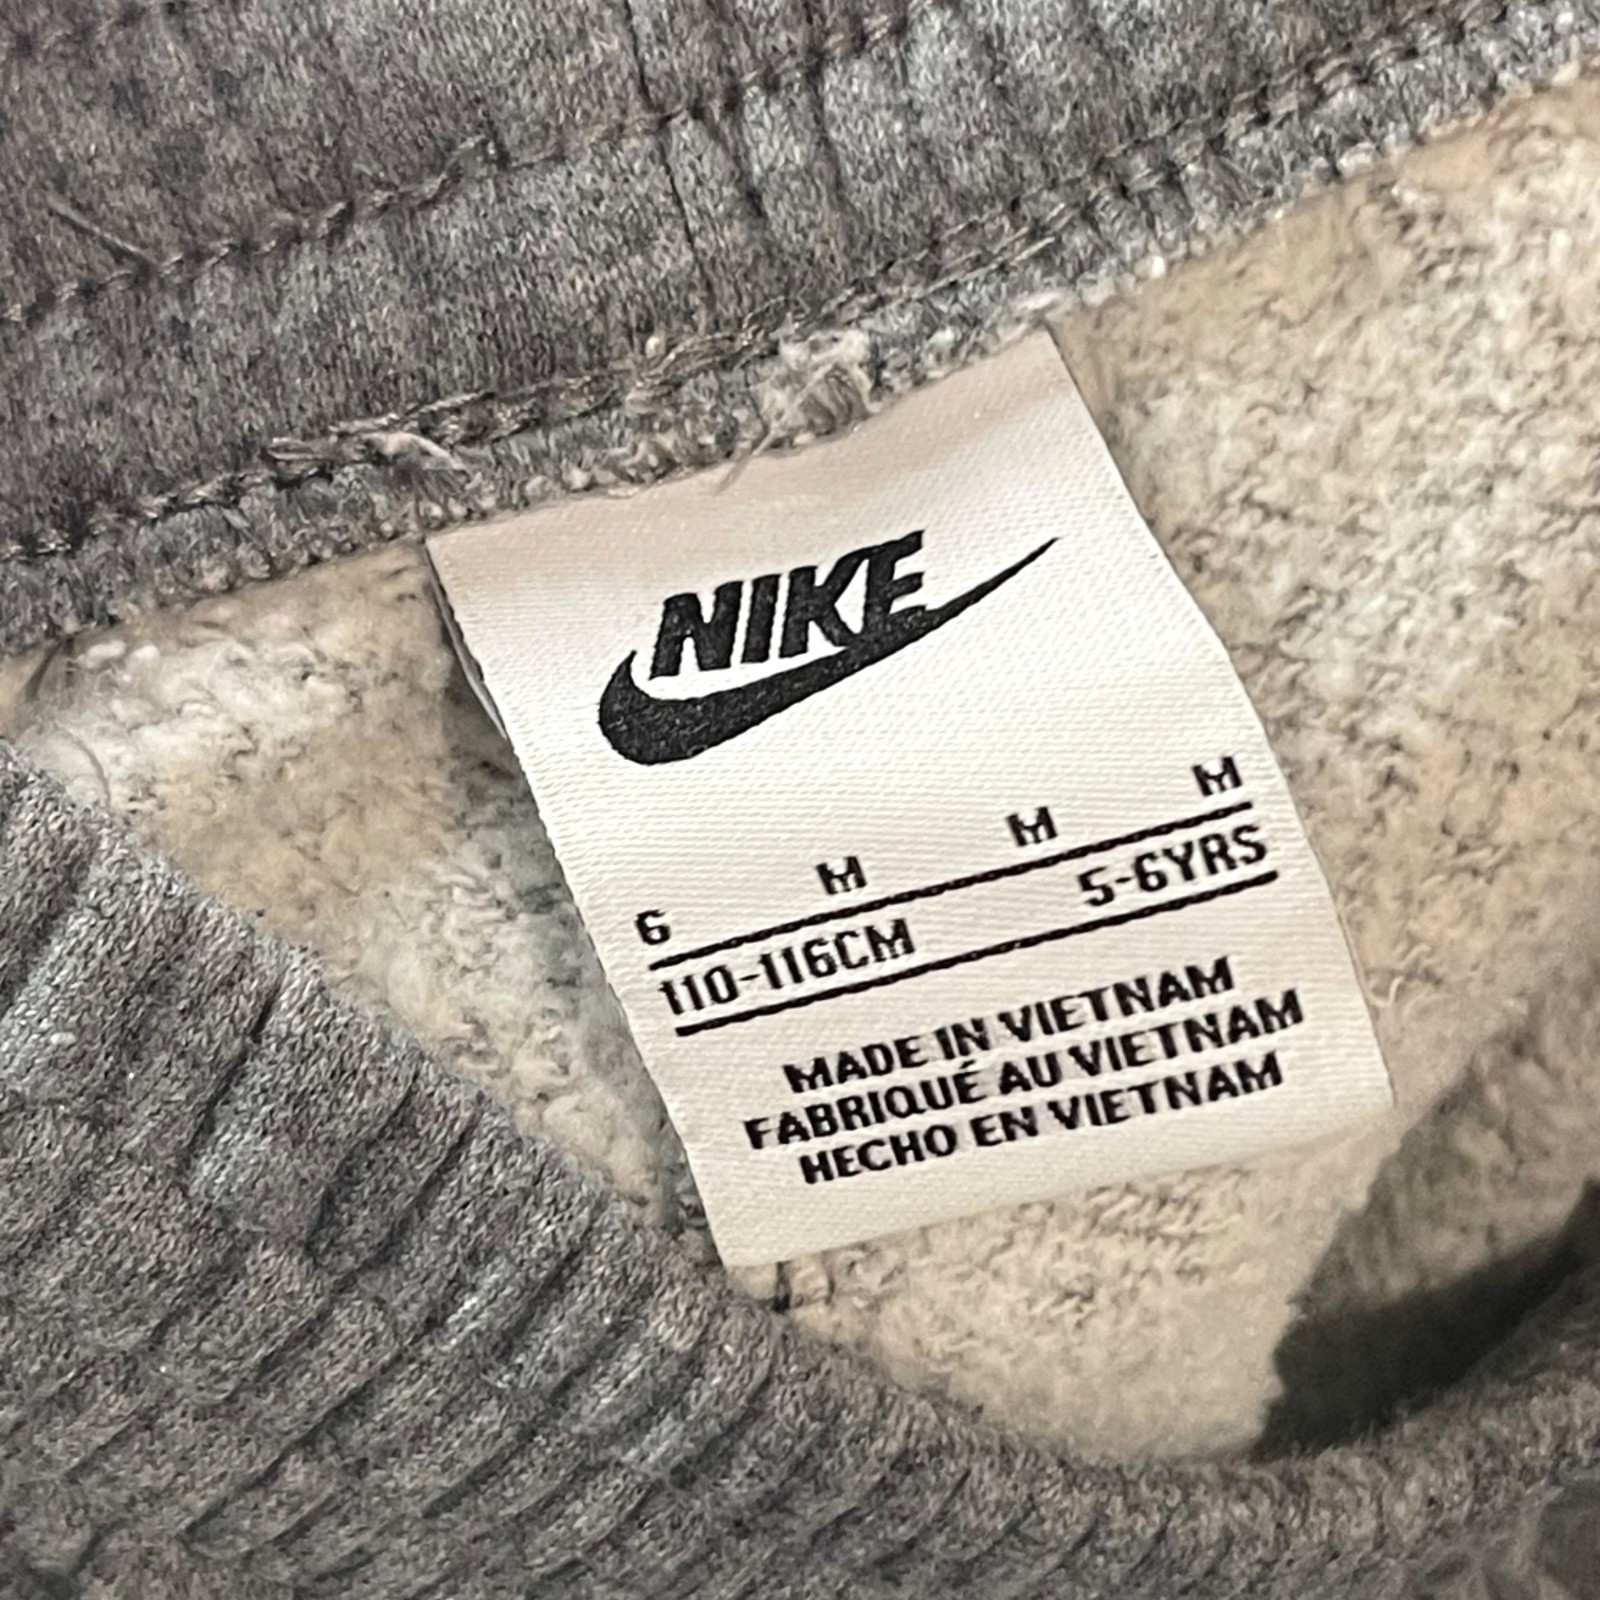 NIKE
6 M M M
110-116CM 5-6YRS
MADE IN VIETNAM
FABRIQUÉ AU VIETNAM
HECHO EN VIETNAM